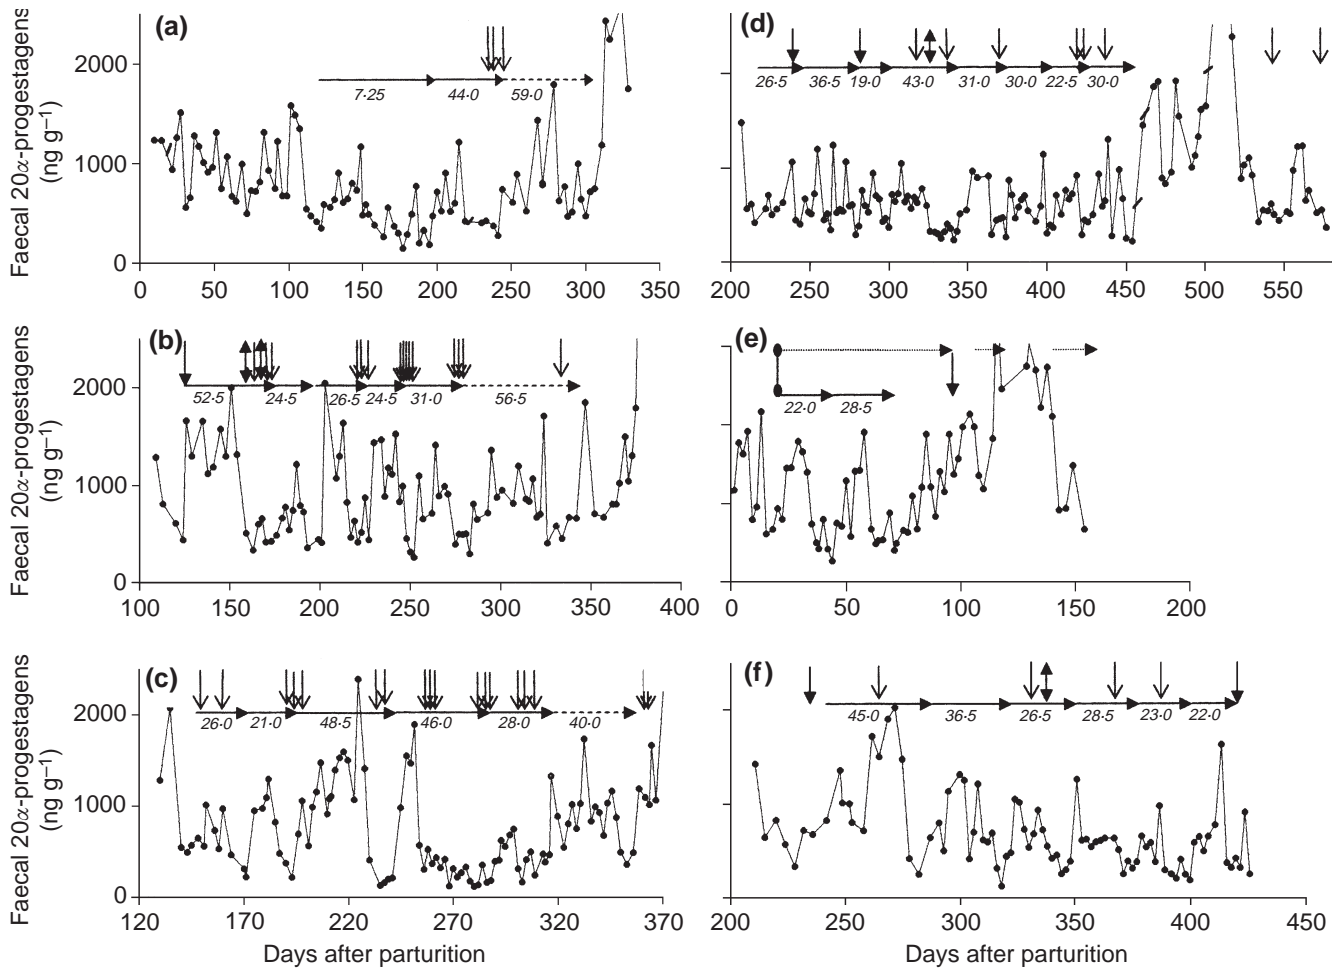 (a)
Faecal 20α-progestagens
(ng g−1)
2000
1000
0
7·25
44·0
59·0
0 50 100 150 200 250 300 350
(d)
26·5 36·5 19·0 43·0 31·0 30·0 22·5 30·0
200 250 300 350 400 450 500 550
(b)
Faecal 20α-progestagens
(ng g−1)
2000
1000
0
52·5 24·5 26·5 24·5 31·0 56·5
100 150 200 250 300 350 400
(e)
22·0 28·5
0 50 100 150 200
(c)
Faecal 20α-progestagens
(ng g−1)
2000
1000
0
26·0 21·0 48·5 46·0 28·0 40·0
120 170 220 270 320 370
Days after parturition
(f)
45·0 36·5 26·5 28·5 23·0 22·0
200 250 300 350 400 450
Days after parturition